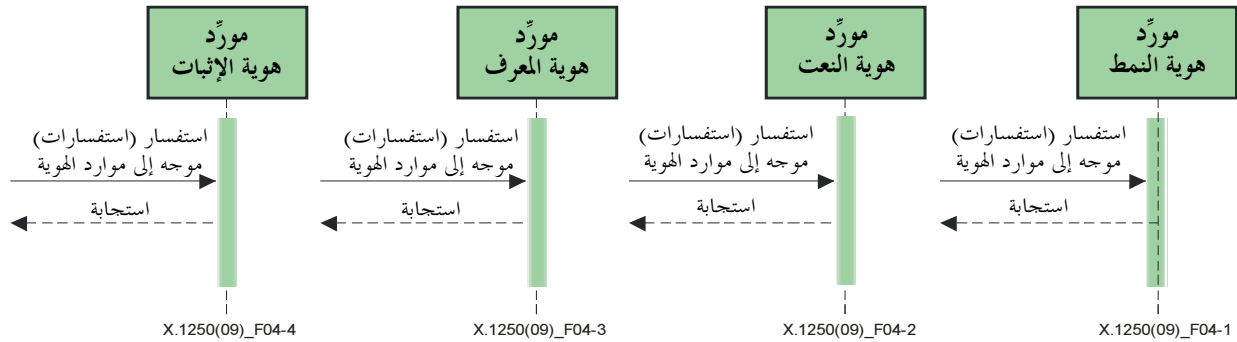 مورِّد
هوية النمط
استفسار (استفسارات)
موجه إلى موارد الهوية
استجابة
X.1250(09)_F04-1
مورِّد
هوية النعت
استفسار (استفسارات)
موجه إلى موارد الهوية
استجابة
X.1250(09)_F04-2
مورِّد
هوية المعرف
استفسار (استفسارات)
موجه إلى موارد الهوية
استجابة
X.1250(09)_F04-3
مورِّد
هوية الإثبات
استفسار (استفسارات)
موجه إلى موارد الهوية
استجابة
X.1250(09)_F04-4